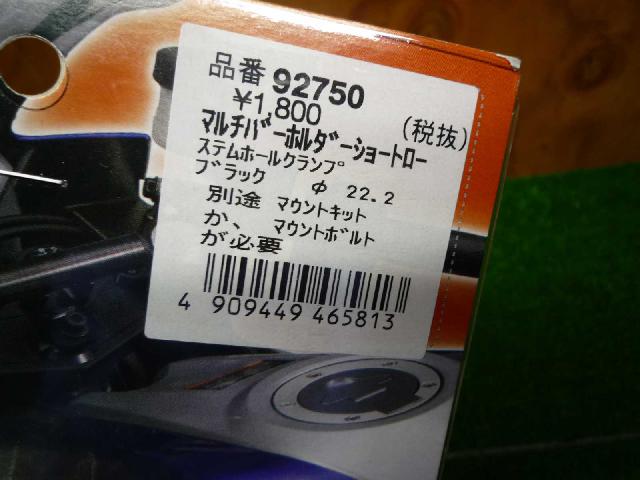 品番 92750
¥1,800
(税抜)
マルチバーホルダーショートロー
ステムホールクランプ
ブラック φ 22.2
別途 マウントキット
か、 マウントボルト
が必要
4 909449 465813